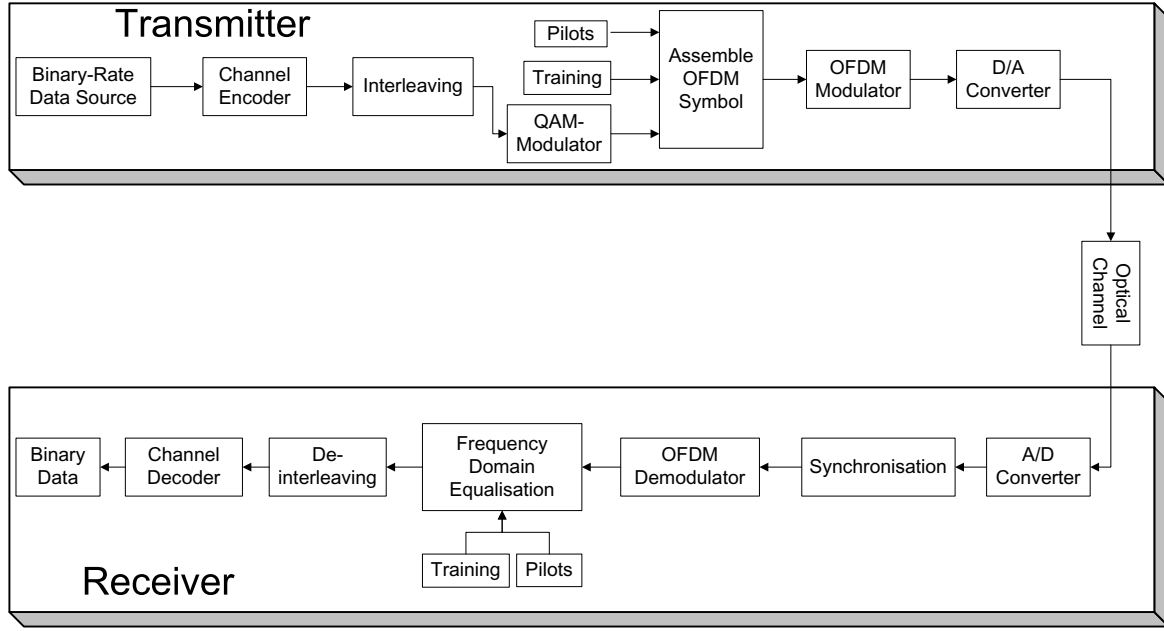 Transmitter
Binary-Rate
Data Source
Channel
Encoder
Interleaving
QAM-
Modulator
Pilots
Training
Assemble
OFDM
Symbol
OFDM
Modulator
D/A
Converter
Optical
Channel
A/D
Converter
Synchronisation
OFDM
Demodulator
Frequency
Domain
Equalisation
Training
Pilots
De-
interleaving
Channel
Decoder
Binary
Data
Receiver